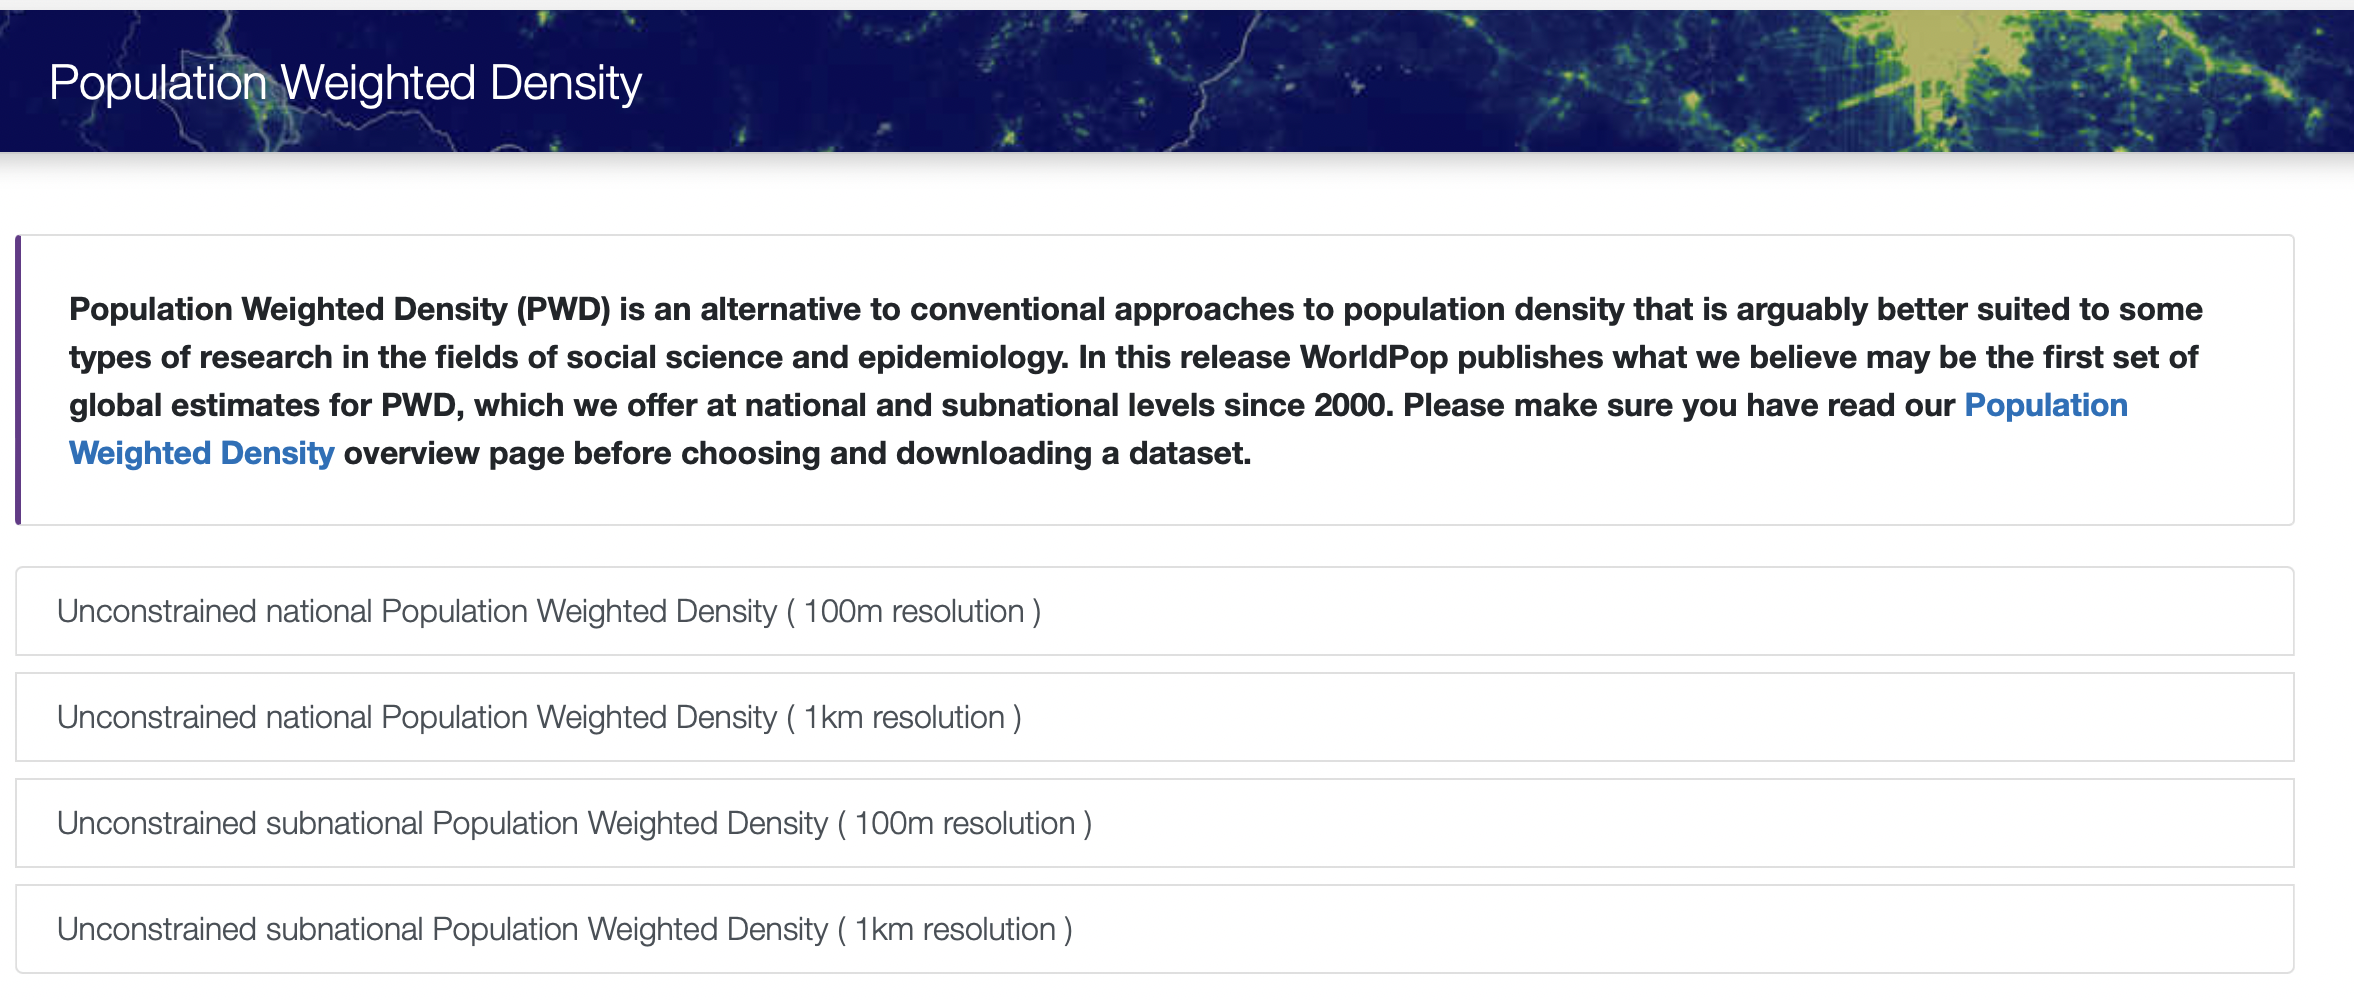 Population Weighted Density
Population Weighted Density (PWD) is an alternative to conventional approaches to population density that is arguably better suited to some
types of research in the fields of social science and epidemiology. In this release WorldPop publishes what we believe may be the first set of
global estimates for PWD, which we offer at national and subnational levels since 2000. Please make sure you have read our Population
Weighted Density overview page before choosing and downloading a dataset.
Unconstrained national Population Weighted Density ( 100m resolution )
Unconstrained national Population Weighted Density ( 1km resolution )
Unconstrained subnational Population Weighted Density ( 100m resolution )
Unconstrained subnational Population Weighted Density ( 1km resolution )